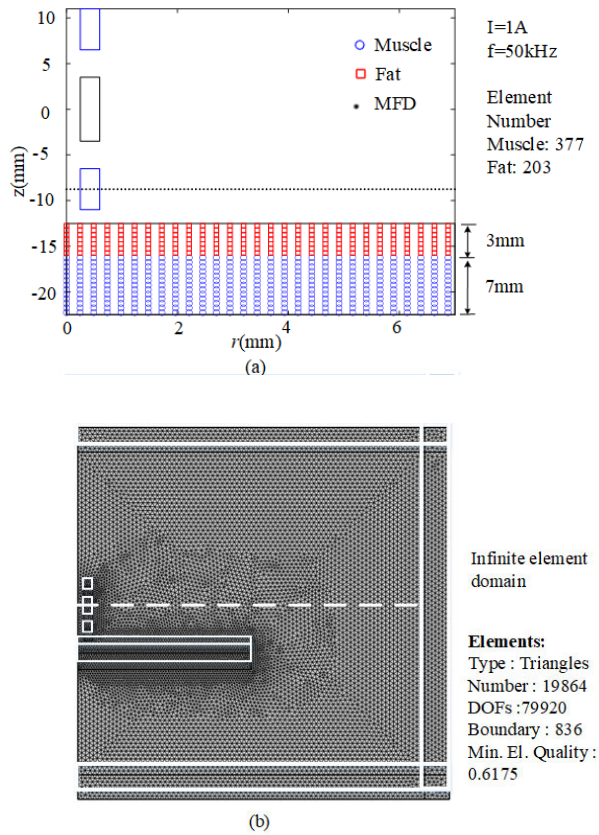 10
5
0
-5
-10
-15
-20
z(mm)
0
2
4
6
r(mm)
Muscle
Fat
MFD
I=1A
f=50kHz
Element
Number
Muscle: 377
Fat: 203
3mm
7mm
(a)
Infinite element
domain
Elements:
Type : Triangles
Number : 19864
DOFs :79920
Boundary : 836
Min. El. Quality :
0.6175
(b)